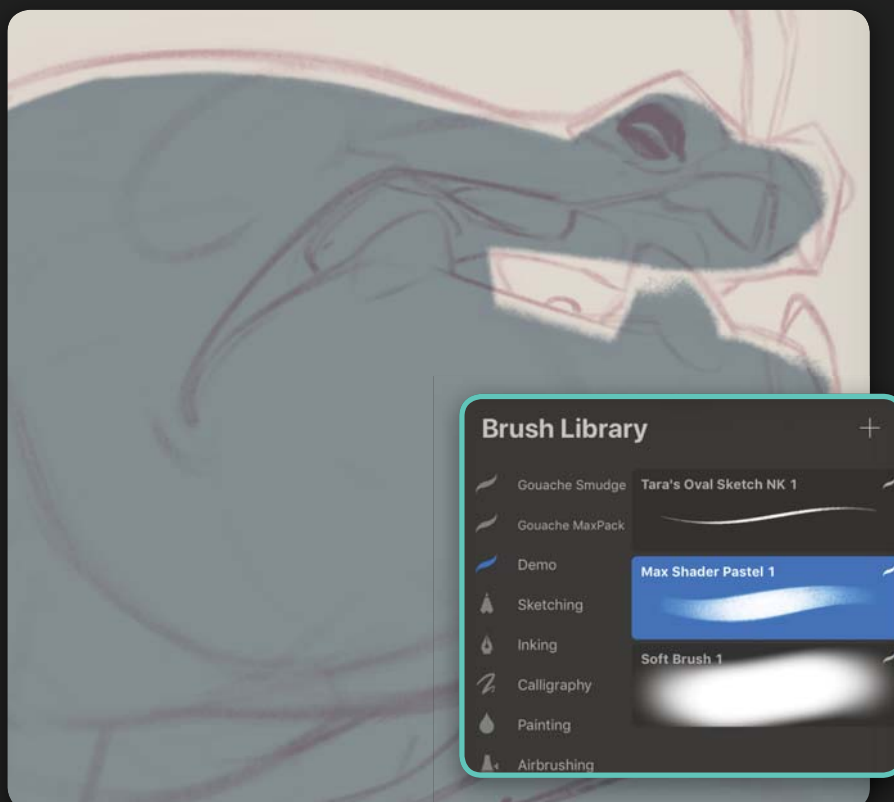 Brush Library
Gouache Smudge
Gouache MaxPack
Demo
Sketching
Inking
Calligraphy
Painting
Airbrushing
Tara's Oval Sketch NK 1
Max Shader Pastel 1
Soft Brush 1